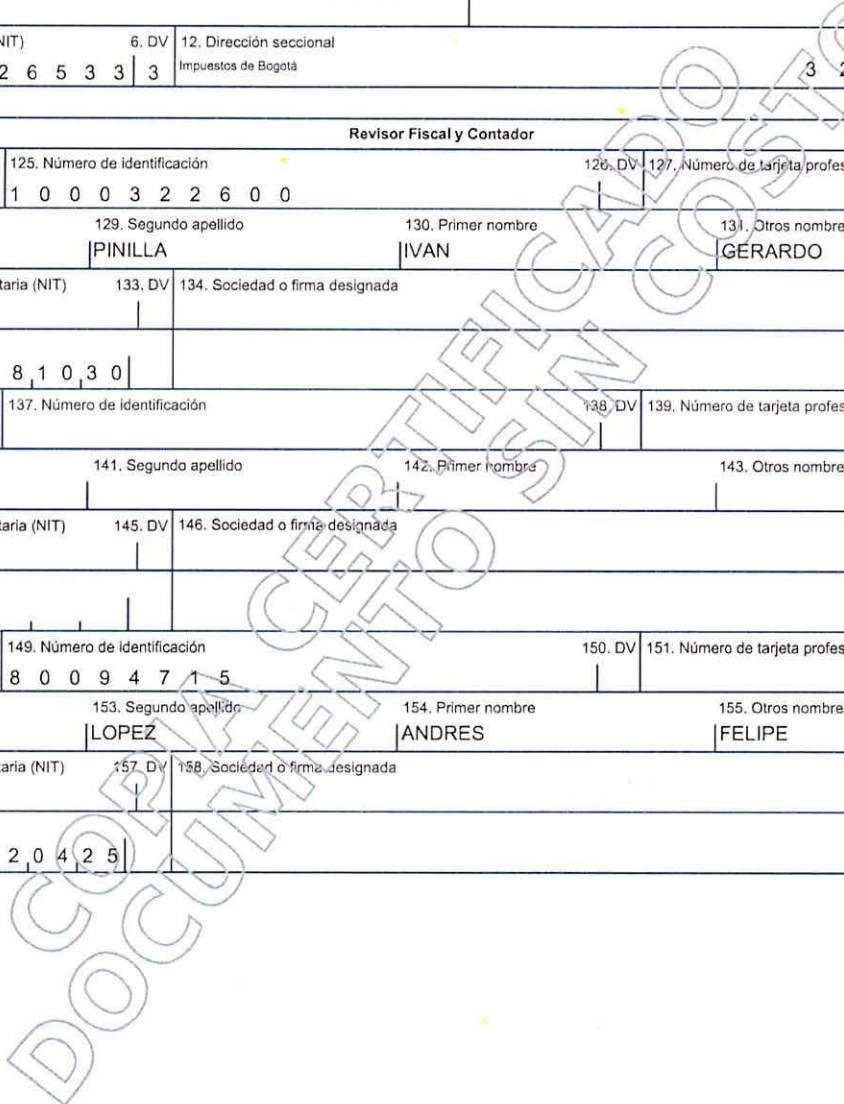 NIT) 6. DV 12. Dirección seccional
2 6 5 3 3 3 Impuestos de Bogotá 3 2
Revisor Fiscal y Contador
125. Número de identificación 126. DV 127. Número de tarjeta profes
1 0 0 0 3 2 2 6 0 0
129. Segundo apellido 130. Primer nombre 131. Otros nombre
PINILLA IVAN GERARDO
taria (NIT) 133. DV 134. Sociedad o firma designada
8 1 0 3 0
137. Número de identificación 138. DV 139. Número de tarjeta profes
141. Segundo apellido 142. Primer nombre 143. Otros nombre
taria (NIT) 145. DV 146. Sociedad o firma designada
149. Número de identificación 150. DV 151. Número de tarjeta profes
8 0 0 9 4 7 1 5
153. Segundo apellido 154. Primer nombre 155. Otros nombre
LOPEZ ANDRES FELIPE
taria (NIT) 157. DV 158. Sociedad o firma designada
2 0 4 2 5
COPIA CERTIFICADO
DOCUMENTO SIN COSTO